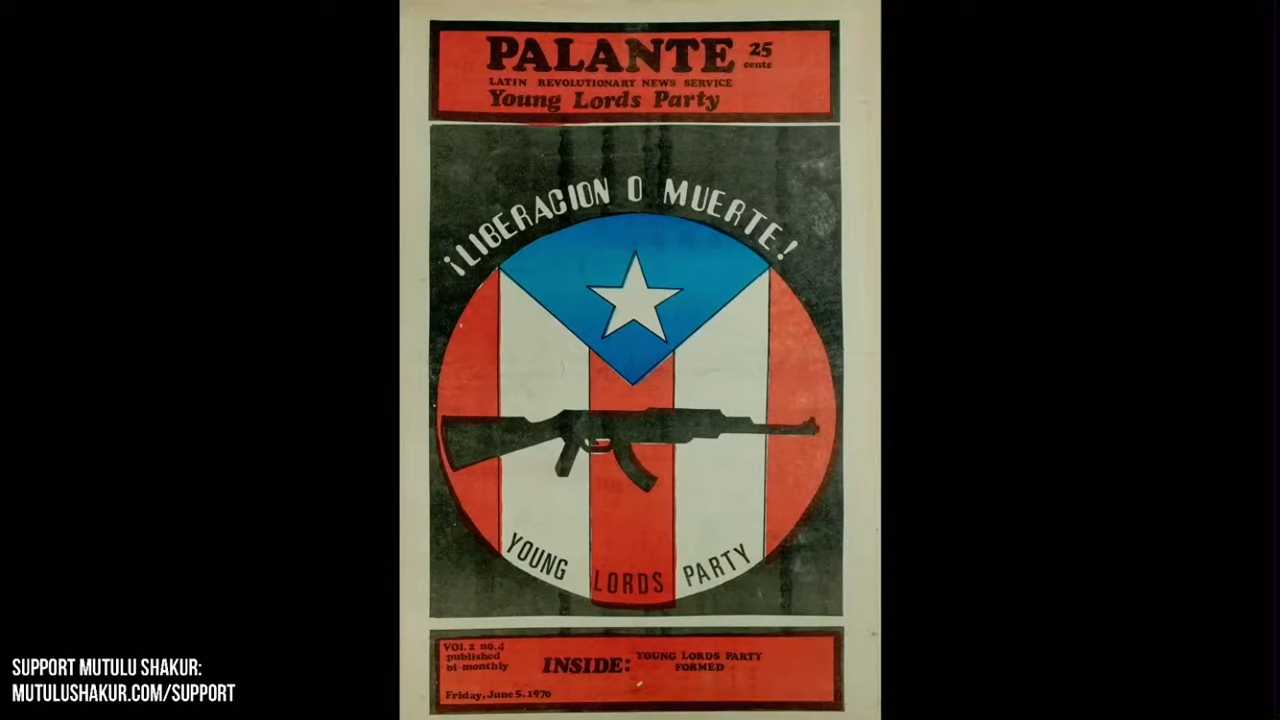 PALANTE 25
cents
LATIN REVOLUTIONARY NEWS SERVICE
Young Lords Party
¡LIBERACION O MUERTE!
YOUNG LORDS PARTY
VOL.2 no.4
published
bi-monthly
INSIDE: YOUNG LORDS PARTY
FORMED
Friday, June 5, 1970
SUPPORT MUTULU SHAKUR:
MUTULUSHAKUR.COM/SUPPORT